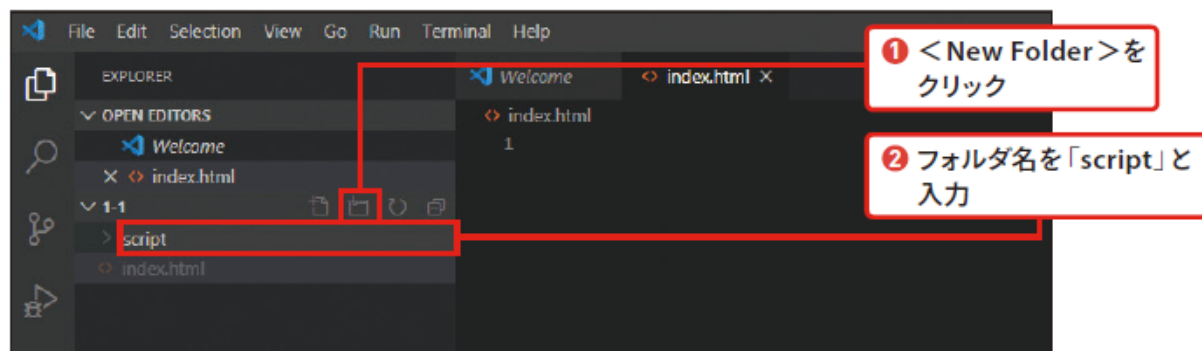 File Edit Selection View Go Run Terminal Help
EXPLORER
Welcome
index.html ×
OPEN EDITORS
index.html
Welcome
1
× index.html
1-1
script
index.html
❶ ＜New Folder＞を
クリック
❷ フォルダ名を「script」と
入力